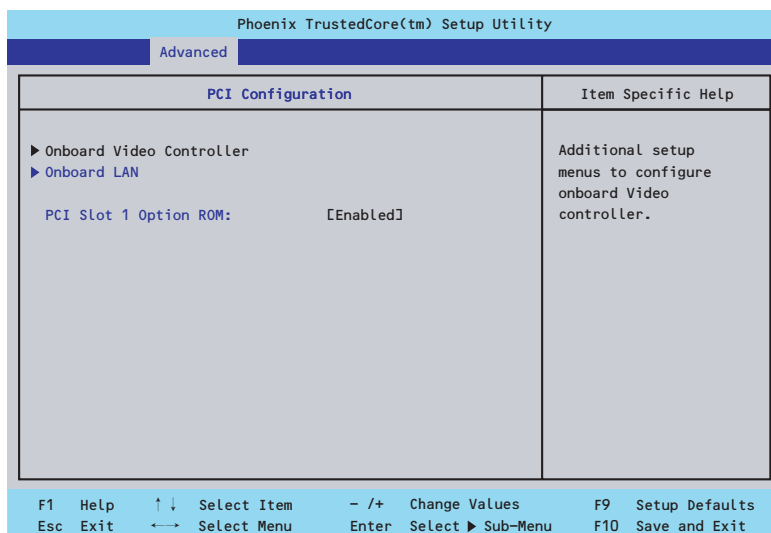 Phoenix TrustedCore(tm) Setup Utility
Advanced
PCI Configuration
Item Specific Help
▶ Onboard Video Controller
▶ Onboard LAN
PCI Slot 1 Option ROM: [Enabled]
Additional setup
menus to configure
onboard Video
controller.
F1 Help ↑↓ Select Item - /+ Change Values F9 Setup Defaults
Esc Exit ←→ Select Menu Enter Select ▶ Sub-Menu F10 Save and Exit